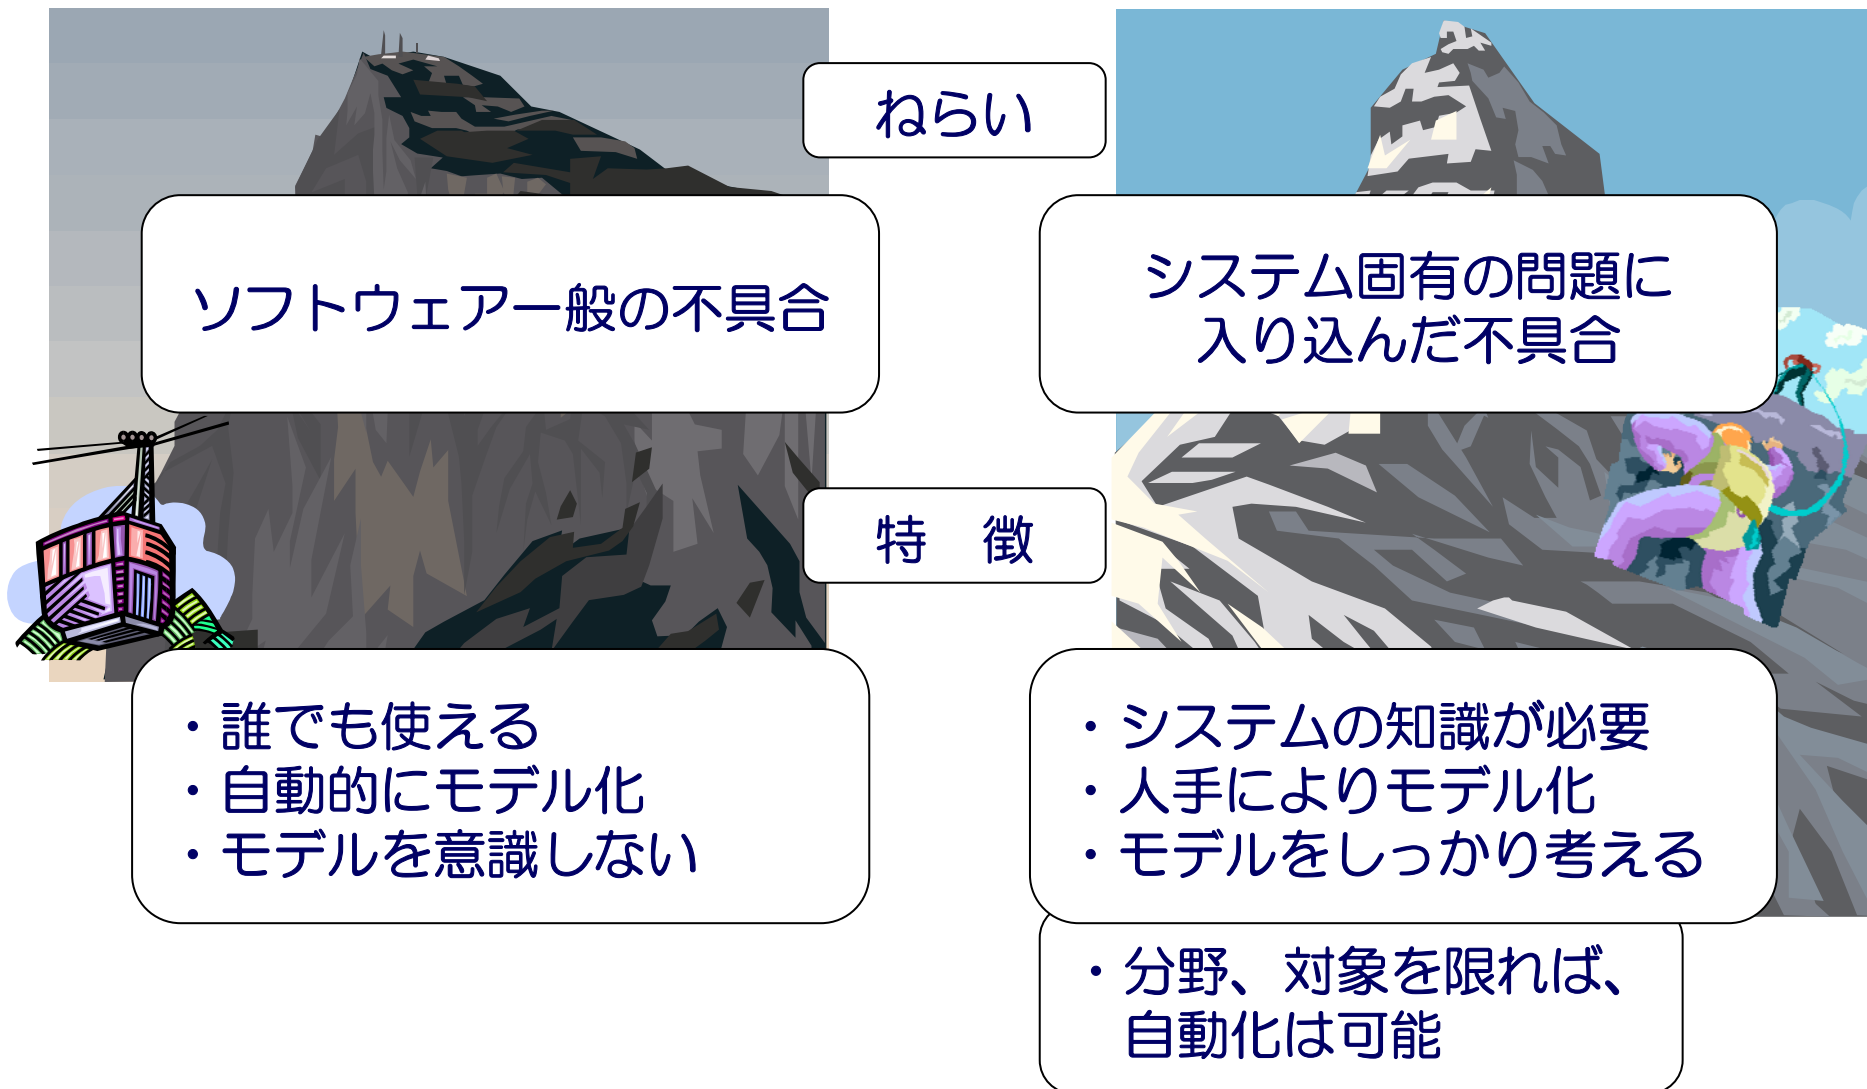 ねらい
ソフトウェア一般の不具合
システム固有の問題に
入り込んだ不具合
特　徴
・誰でも使える
・自動的にモデル化
・モデルを意識しない
・システムの知識が必要
・人手によりモデル化
・モデルをしっかり考える
・分野、対象を限れば、
自動化は可能